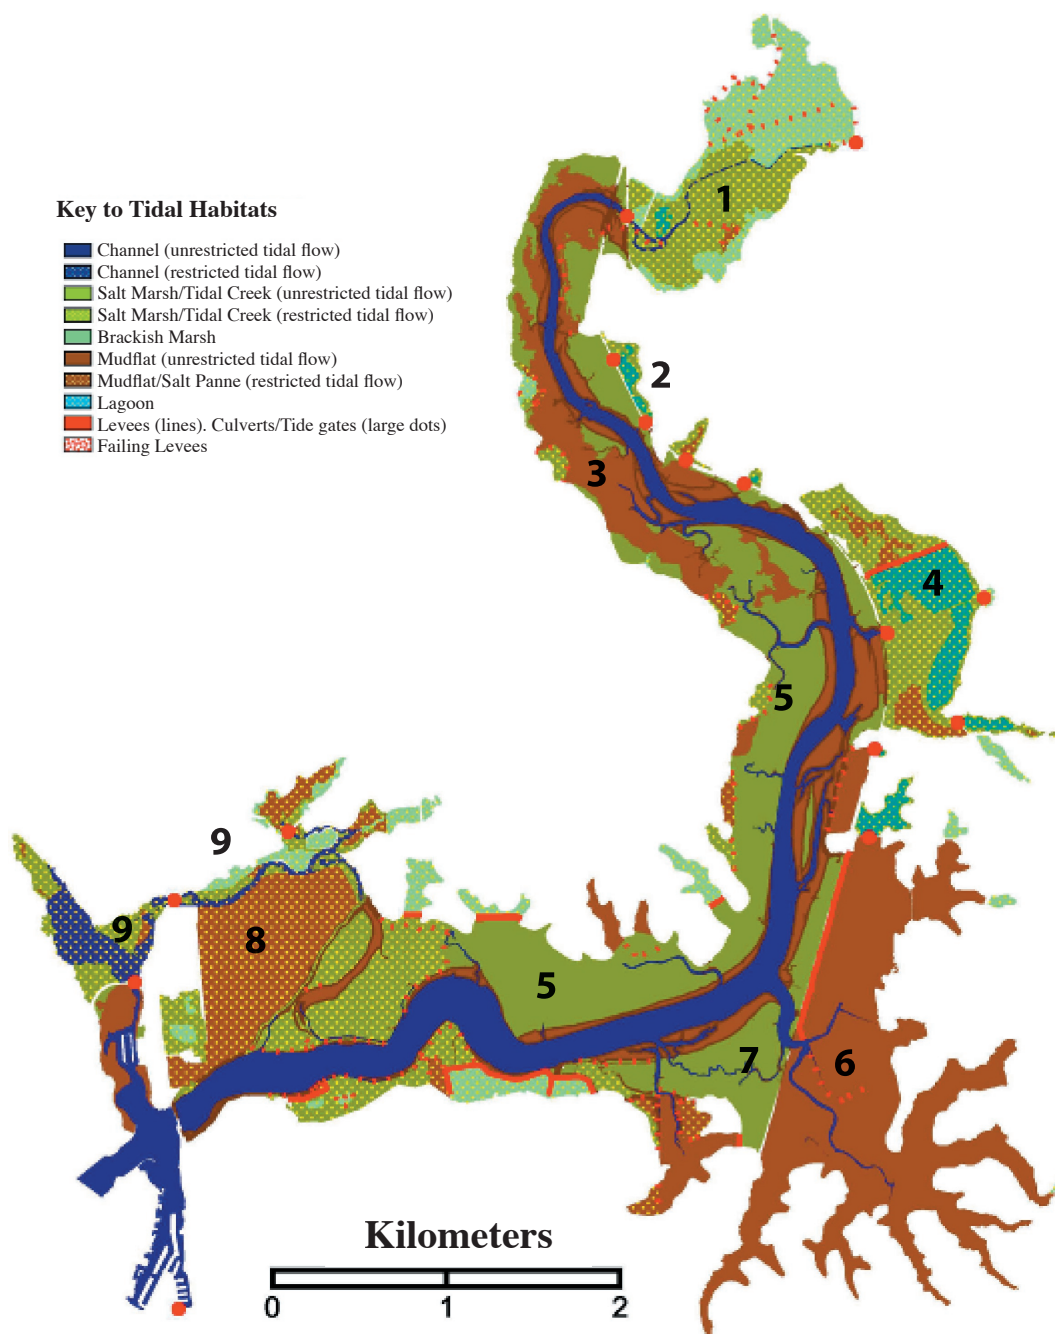 1
Key to Tidal Habitats
Channel (unrestricted tidal flow)
Channel (restricted tidal flow)
Salt Marsh/Tidal Creek (unrestricted tidal flow)
Salt Marsh/Tidal Creek (restricted tidal flow)
Brackish Marsh
Mudflat (unrestricted tidal flow)
Mudflat/Salt Panne (restricted tidal flow)
Lagoon
Levees (lines). Culverts/Tide gates (large dots)
Failing Levees
2
3
4
5
9
9
8
5
7
6
Kilometers
0 1 2